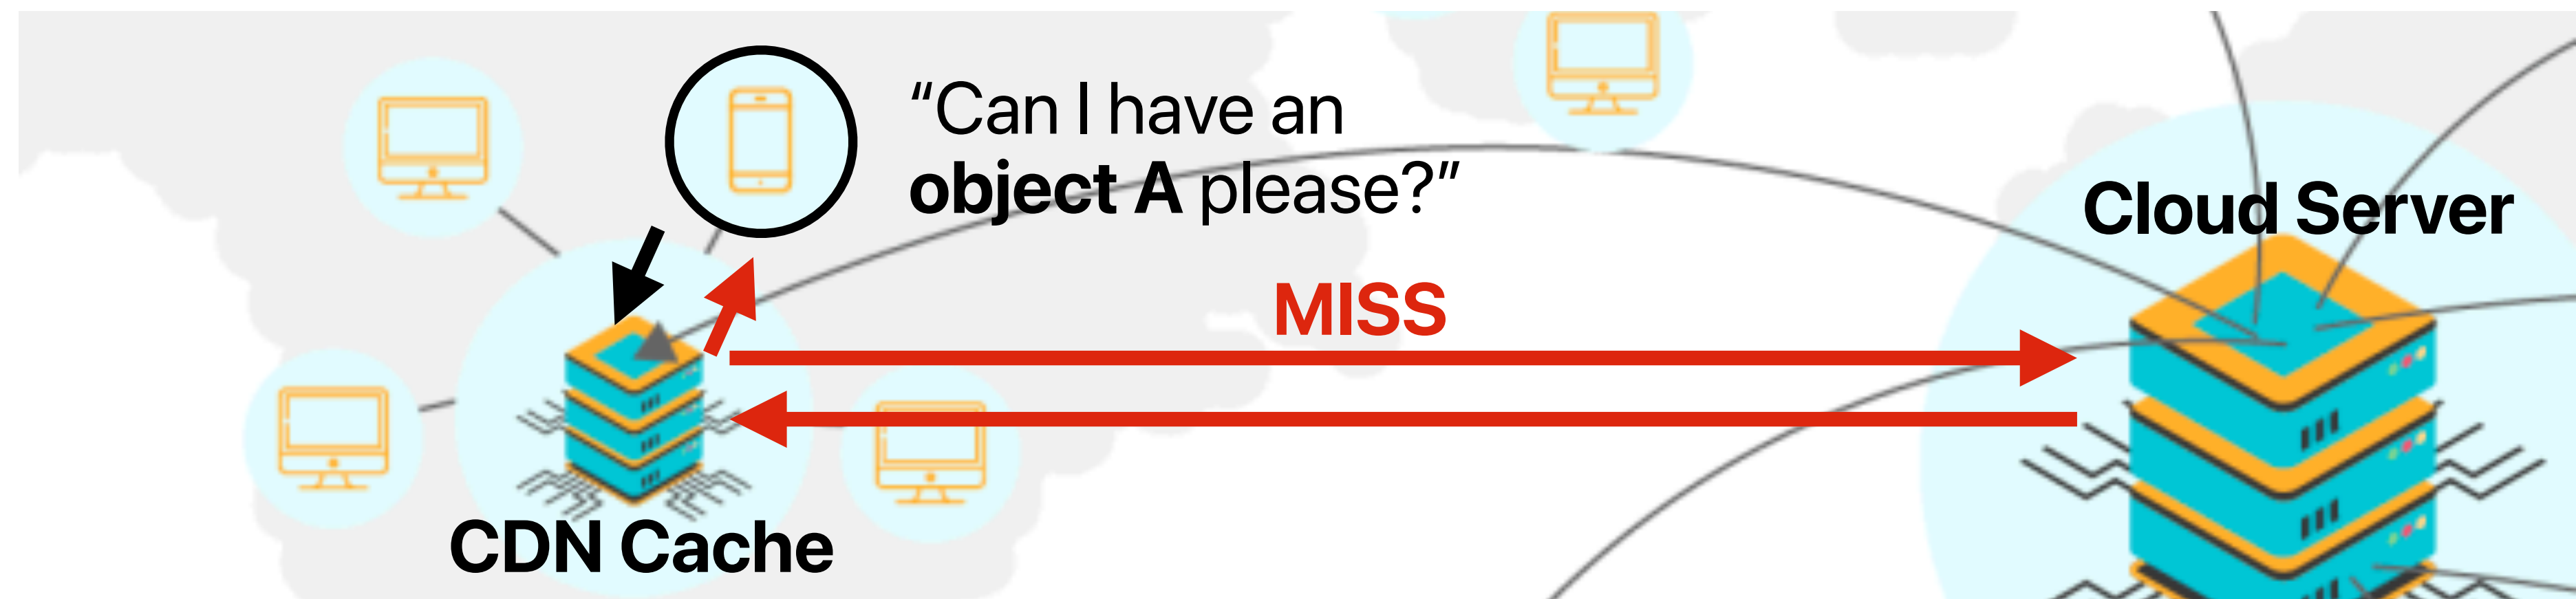 “Can I have an
object A please?”
Cloud Server
MISS
CDN Cache